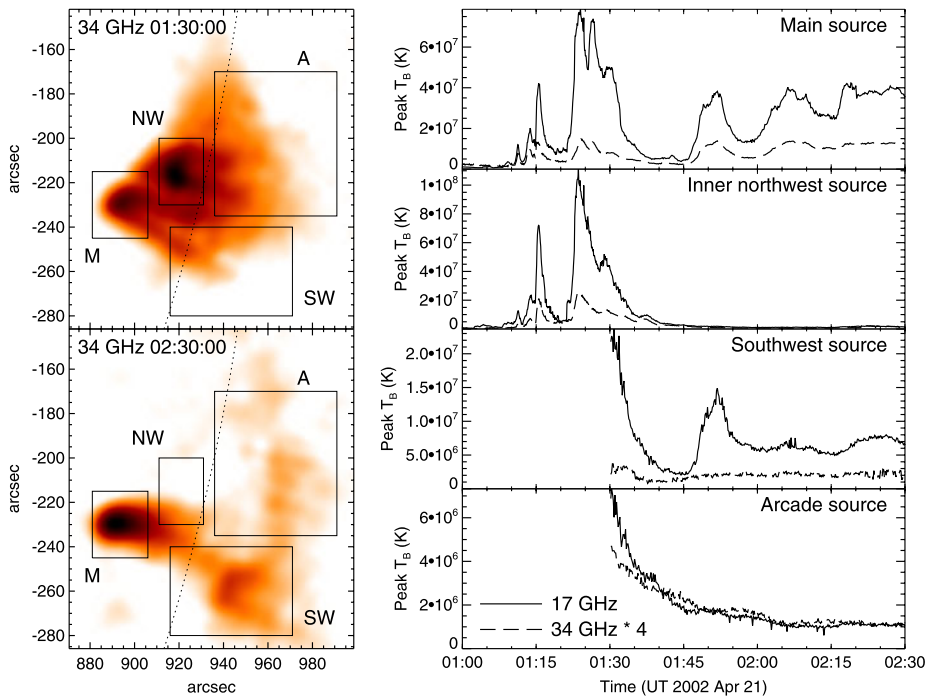 34 GHz 01:30:00
A
NW
M
SW
-160
-180
-200
-220
-240
-260
-280
arcsec
34 GHz 02:30:00
A
NW
M
SW
-160
-180
-200
-220
-240
-260
-280
arcsec
880 900 920 940 960 980
arcsec
Main source
Peak T_B (K)
6•10^7
4•10^7
2•10^7
0
Inner northwest source
Peak T_B (K)
1•10^8
8•10^7
6•10^7
4•10^7
2•10^7
0
Southwest source
Peak T_B (K)
2.0•10^7
1.5•10^7
1.0•10^7
5.0•10^6
0
Arcade source
Peak T_B (K)
6•10^6
4•10^6
2•10^6
0
17 GHz
34 GHz * 4
01:00 01:15 01:30 01:45 02:00 02:15 02:30
Time (UT 2002 Apr 21)